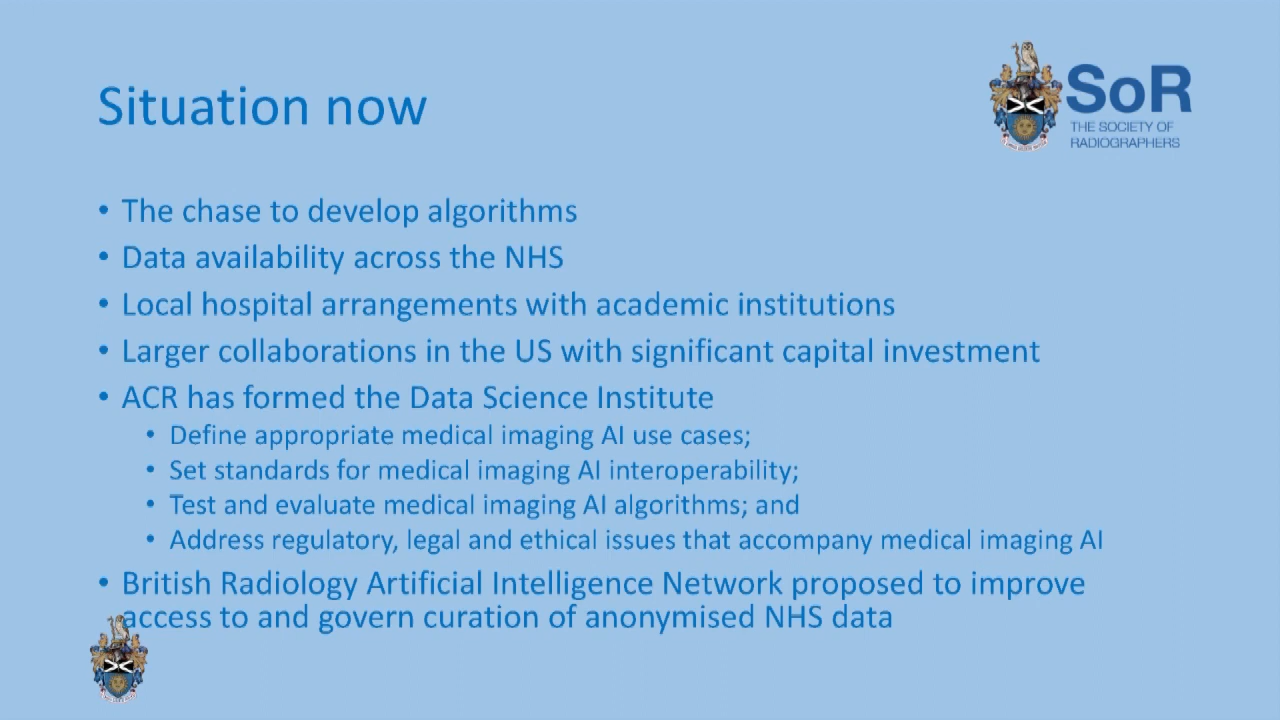 Situation now
SoR
THE SOCIETY OF
RADIOGRAPHERS
• The chase to develop algorithms
• Data availability across the NHS
• Local hospital arrangements with academic institutions
• Larger collaborations in the US with significant capital investment
• ACR has formed the Data Science Institute
• Define appropriate medical imaging AI use cases;
• Set standards for medical imaging AI interoperability;
• Test and evaluate medical imaging AI algorithms; and
• Address regulatory, legal and ethical issues that accompany medical imaging AI
• British Radiology Artificial Intelligence Network proposed to improve
access to and govern curation of anonymised NHS data